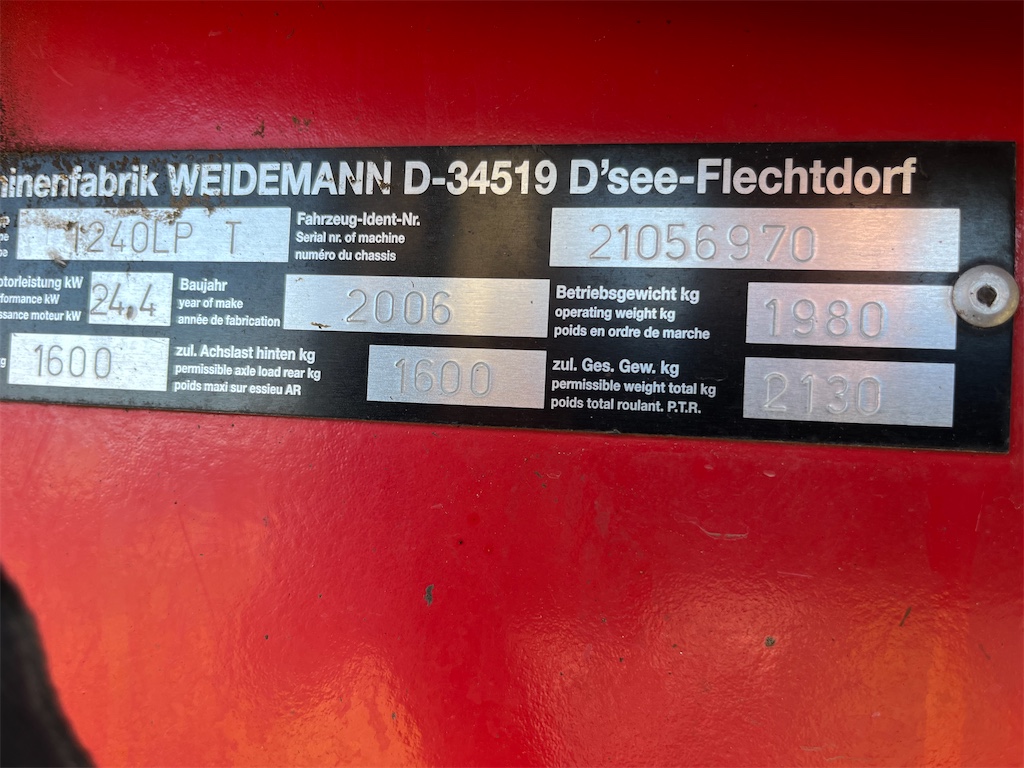 hinenfabrik WEIDEMANN D-34519 D'see-Flechtdorf
1240LP T
Fahrzeug-Ident-Nr.
Serial nr. of machine
numéro du chassis
21056970
otorleistung kW
rformance kW
ssance moteur kW
24,4
Baujahr
year of make
année de fabrication
2006
Betriebsgewicht kg
operating weight kg
poids en ordre de marche
1980
1600
zul. Achslast hinten kg
permissible axle load rear kg
poids maxi sur essieu AR
1600
zul. Ges. Gew. kg
permissible weight total kg
poids total roulant. P.T.R.
2130